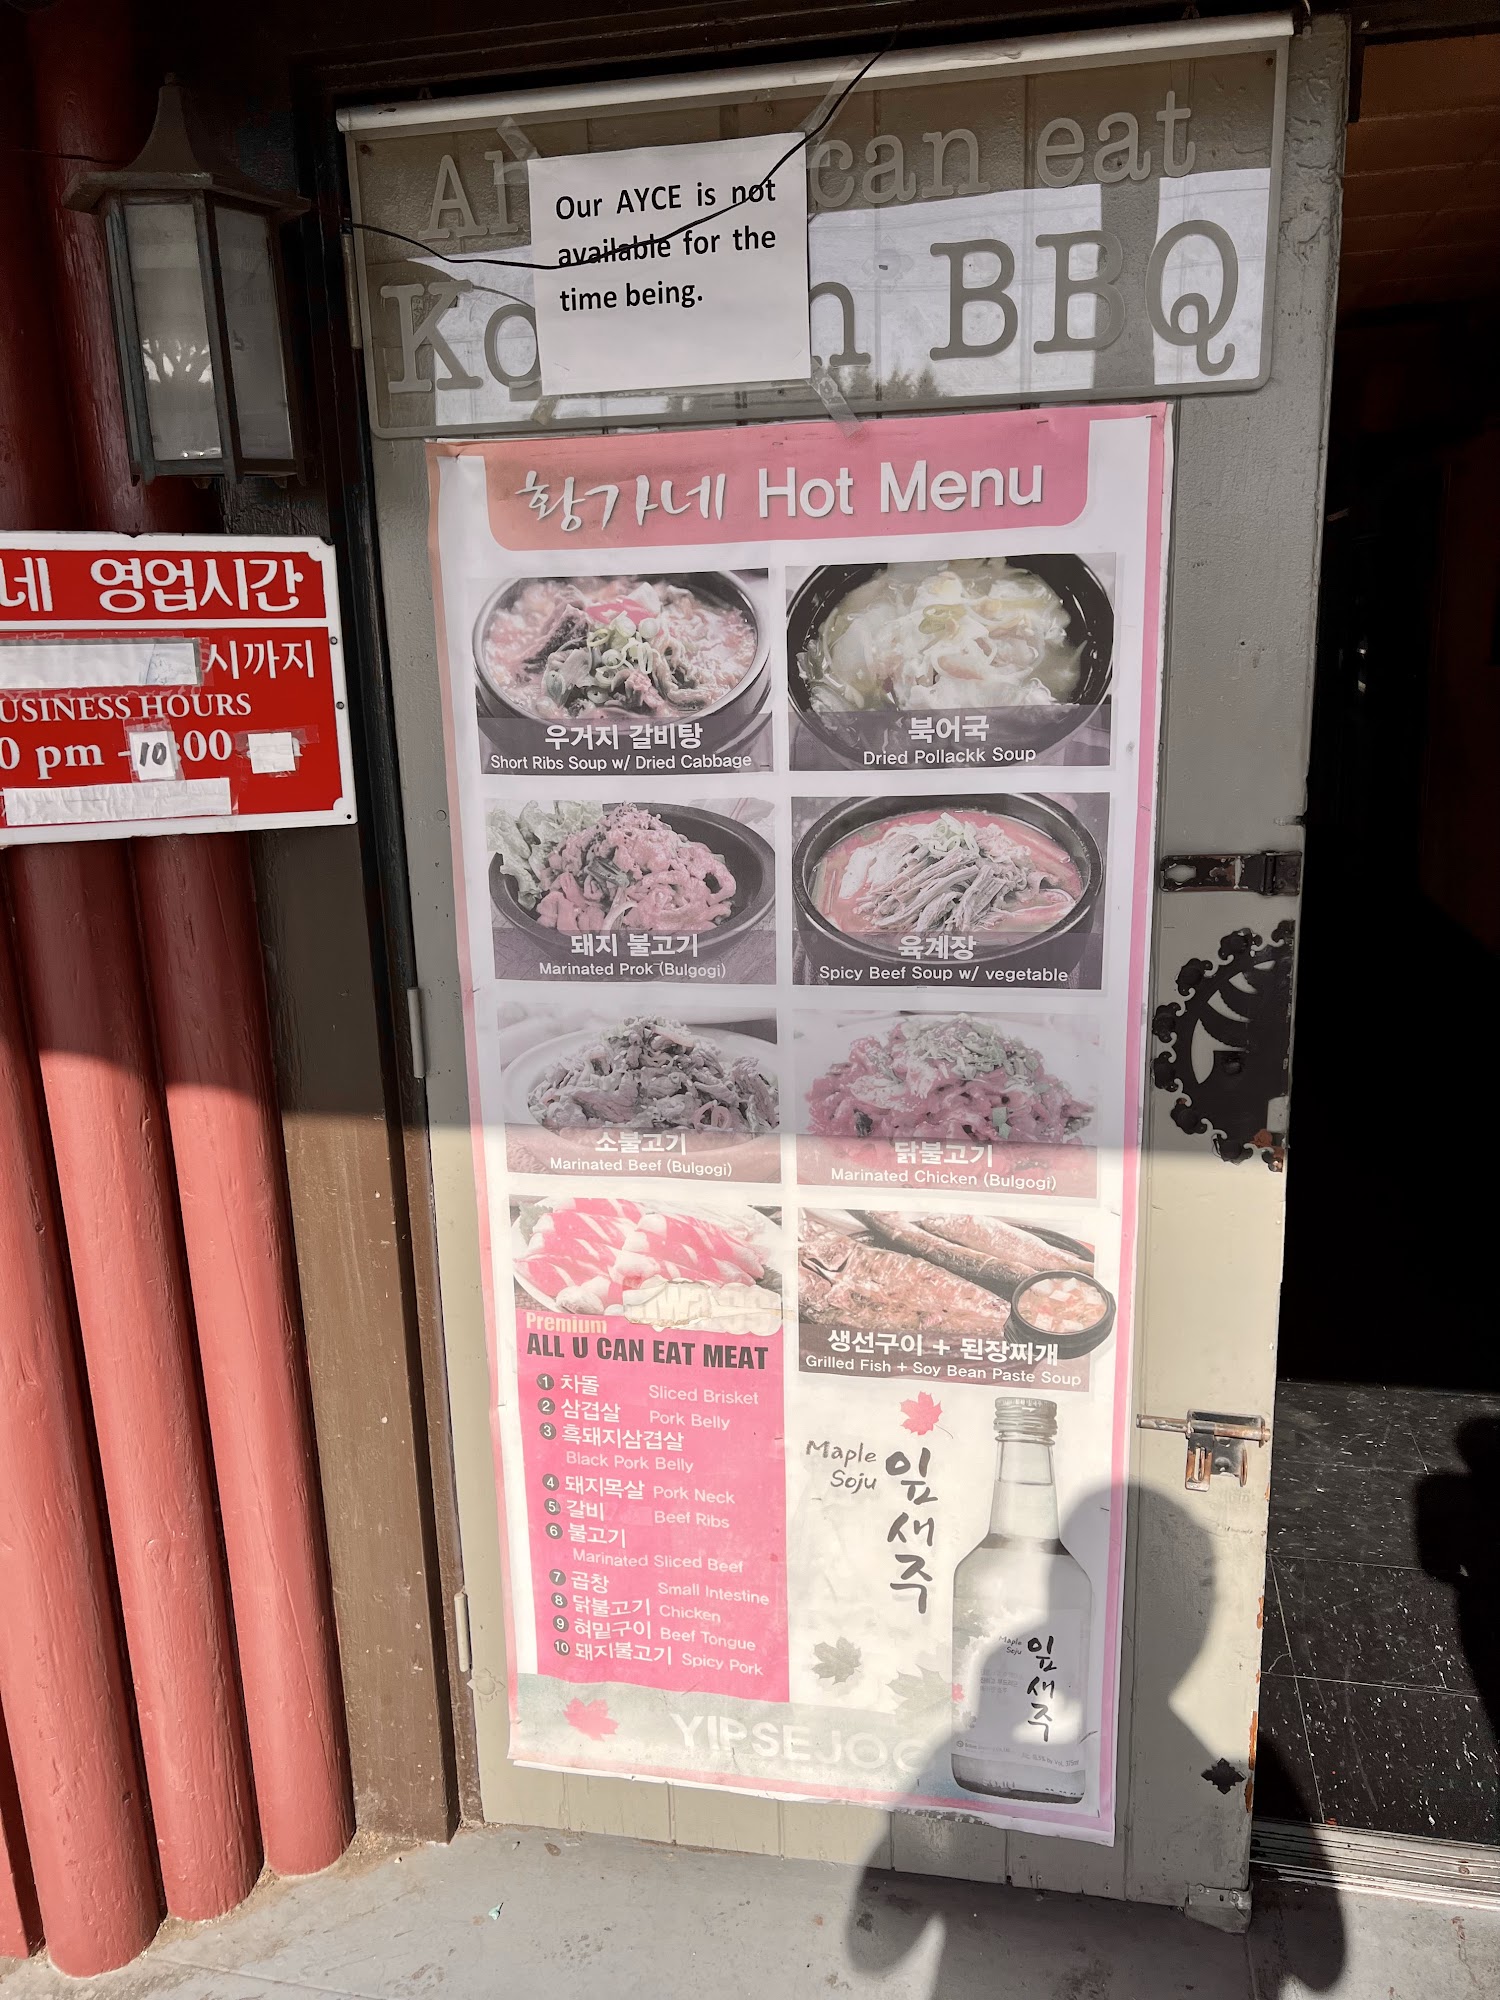 Al can eat
Ko n BBQ
Our AYCE is not
available for the
time being.
황가네 Hot Menu
네 영업시간
시까지
USINESS HOURS
0 pm - 10:00
우거지 갈비탕
Short Ribs Soup w/ Dried Cabbage
북어국
Dried Pollackk Soup
돼지 불고기
Marinated Prok (Bulgogi)
육계장
Spicy Beef Soup w/ vegetable
소불고기
Marinated Beef (Bulgogi)
닭불고기
Marinated Chicken (Bulgogi)
Premium
ALL U CAN EAT MEAT
1 차돌 Sliced Brisket
2 삼겹살 Pork Belly
3 흑돼지삼겹살
Black Pork Belly
4 돼지목살 Pork Neck
5 갈비 Beef Ribs
6 불고기
Marinated Sliced Beef
7 곱창 Small Intestine
8 닭불고기 Chicken
9 혀밑구이 Beef Tongue
10 돼지불고기 Spicy Pork
생선구이 + 된장찌개
Grilled Fish + Soy Bean Paste Soup
Maple
Soju
잎새주
Maple
Soju
잎새주
YIPSEJOO